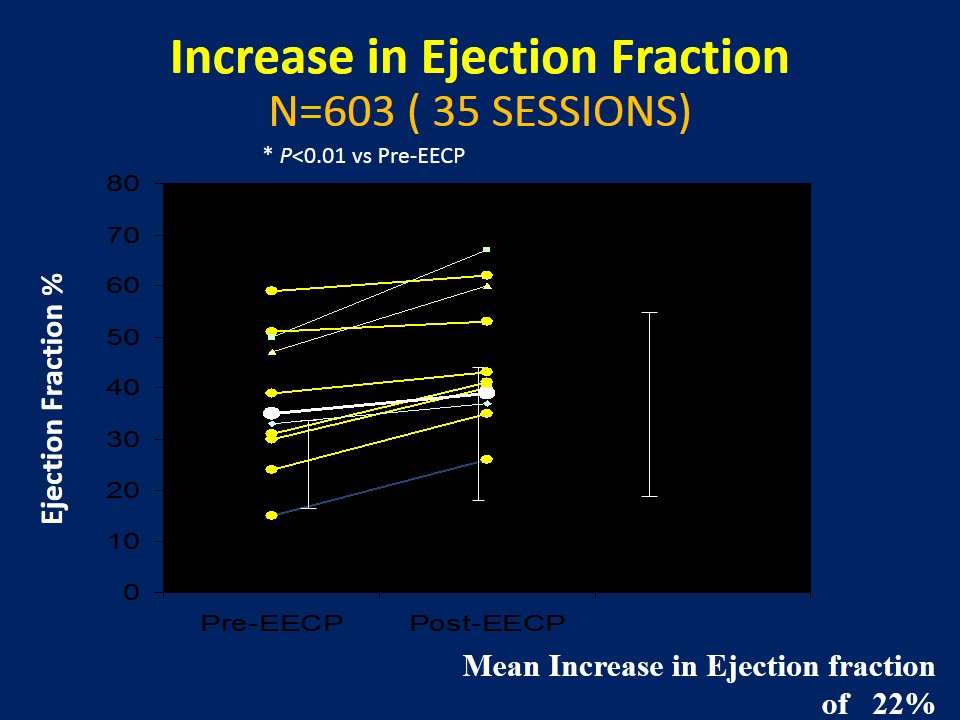 Increase in Ejection Fraction
N=603 ( 35 SESSIONS)
* P<0.01 vs Pre-EECP
80
70
60
50
40
30
20
10
0
Ejection Fraction %
Pre-EECP Post-EECP
Mean Increase in Ejection fraction
of 22%